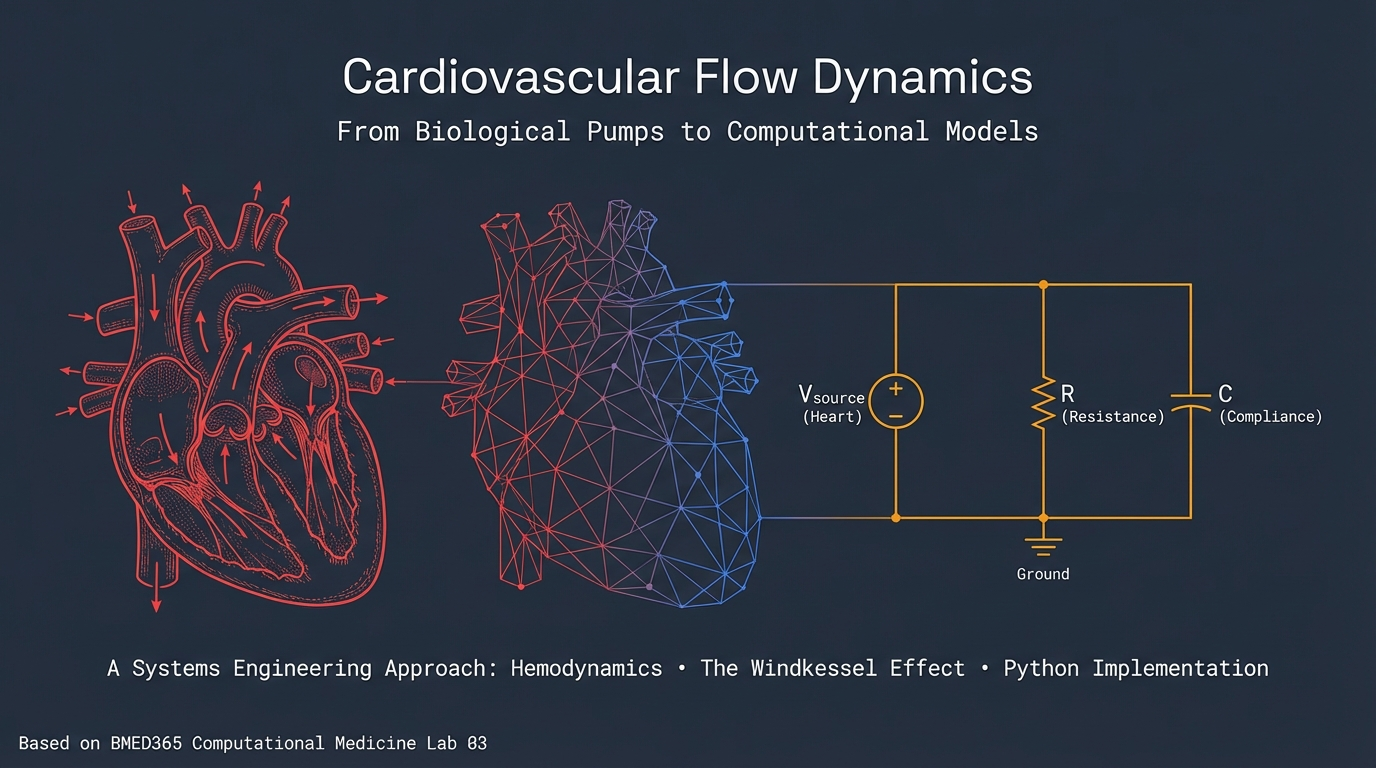 Cardiovascular Flow Dynamics
From Biological Pumps to Computational Models
Vsource
(Heart)
+
−
R
(Resistance)
C
(Compliance)
Ground
A Systems Engineering Approach: Hemodynamics • The Windkessel Effect • Python Implementation
Based on BMED365 Computational Medicine Lab 03